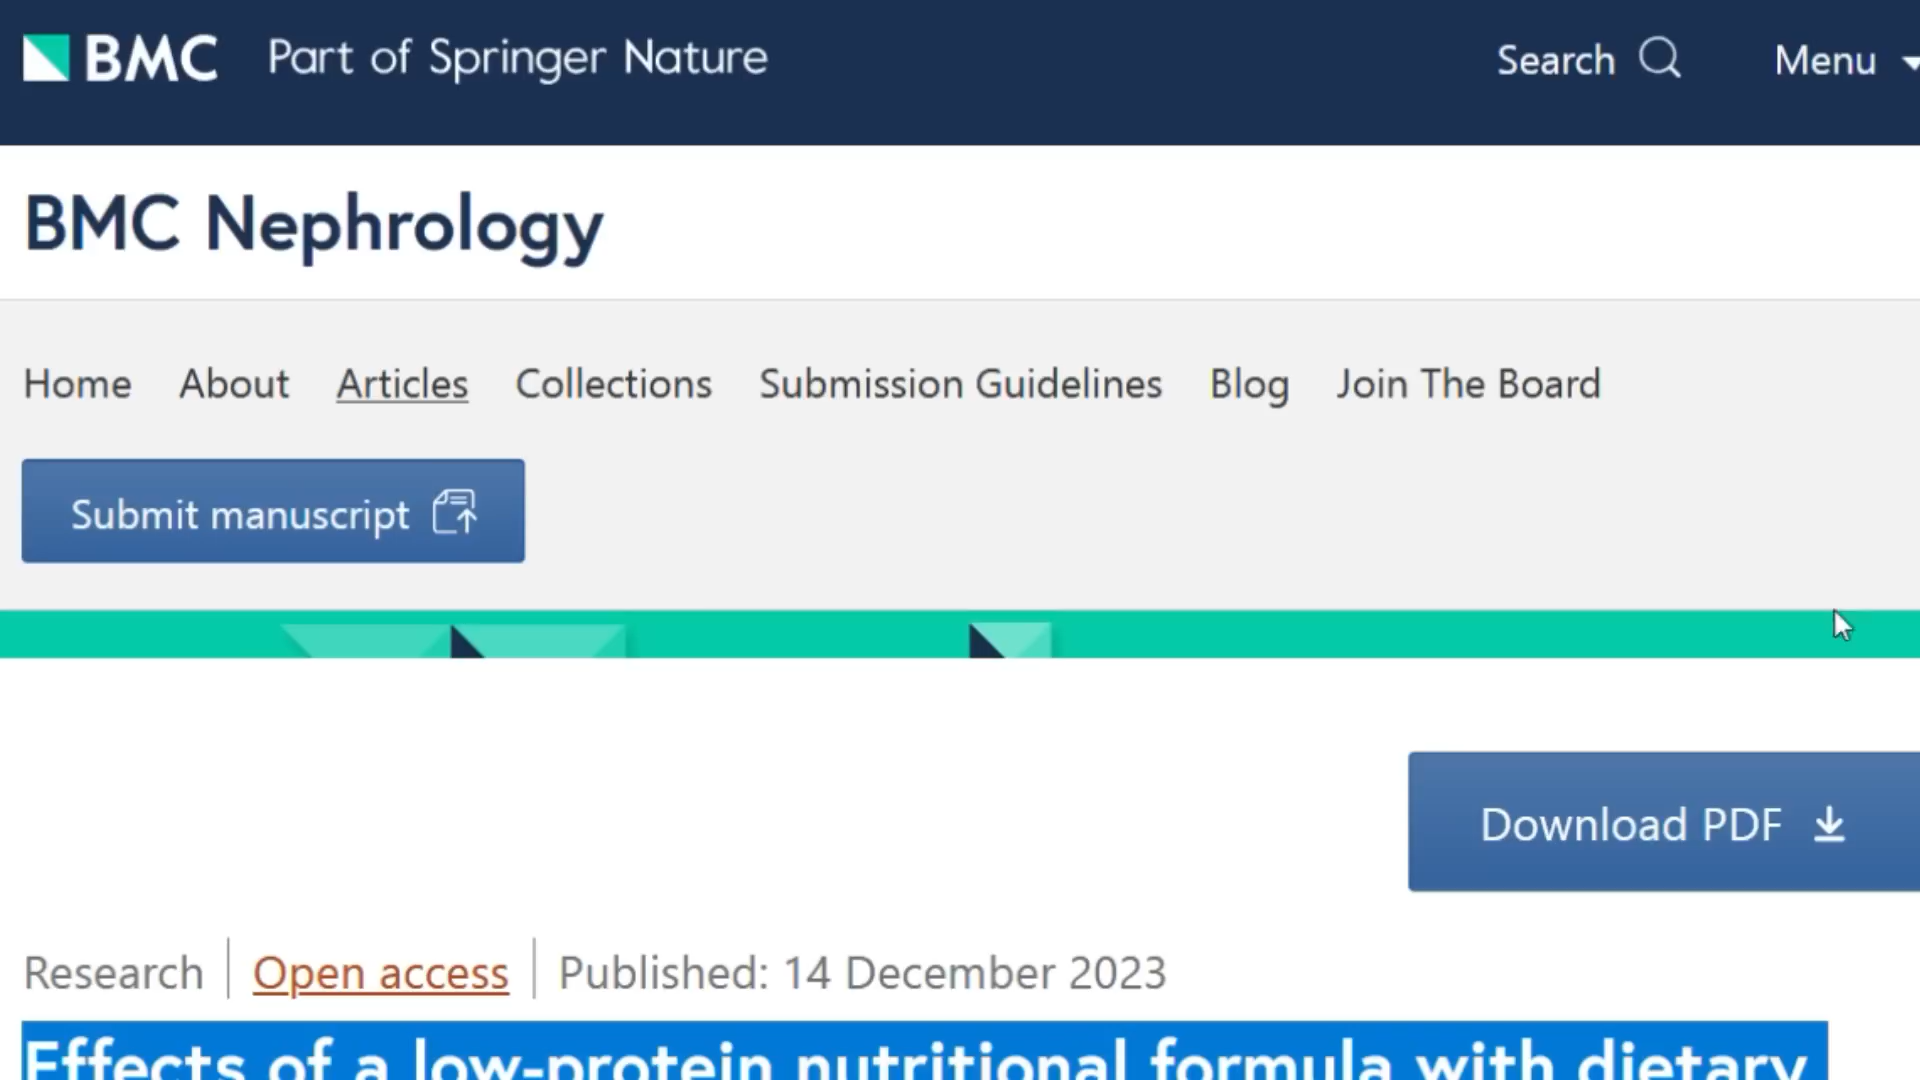 BMC Part of Springer Nature Search Menu
BMC Nephrology
Home About Articles Collections Submission Guidelines Blog Join The Board
Submit manuscript
Download PDF
Research Open access Published: 14 December 2023
Effects of a low-protein nutritional formula with dietary